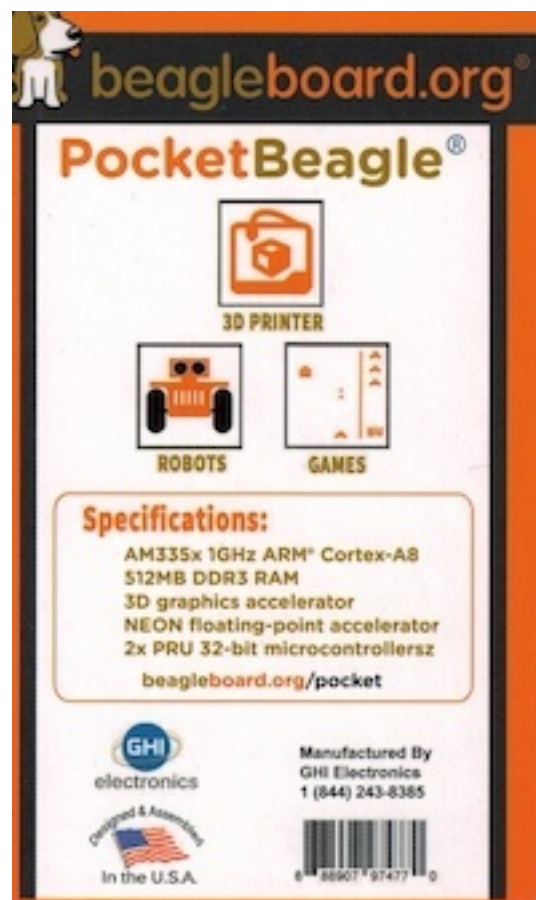 beagleboard.org®
PocketBeagle®
3D PRINTER
ROBOTS GAMES
Specifications:
AM335x 1GHz ARM® Cortex-A8
512MB DDR3 RAM
3D graphics accelerator
NEON floating-point accelerator
2x PRU 32-bit microcontrollersz
beagleboard.org/pocket
GHI
electronics
Manufactured By
GHI Electronics
1 (844) 243-8385
Designed & Assembled
In the U.S.A.
97477 0